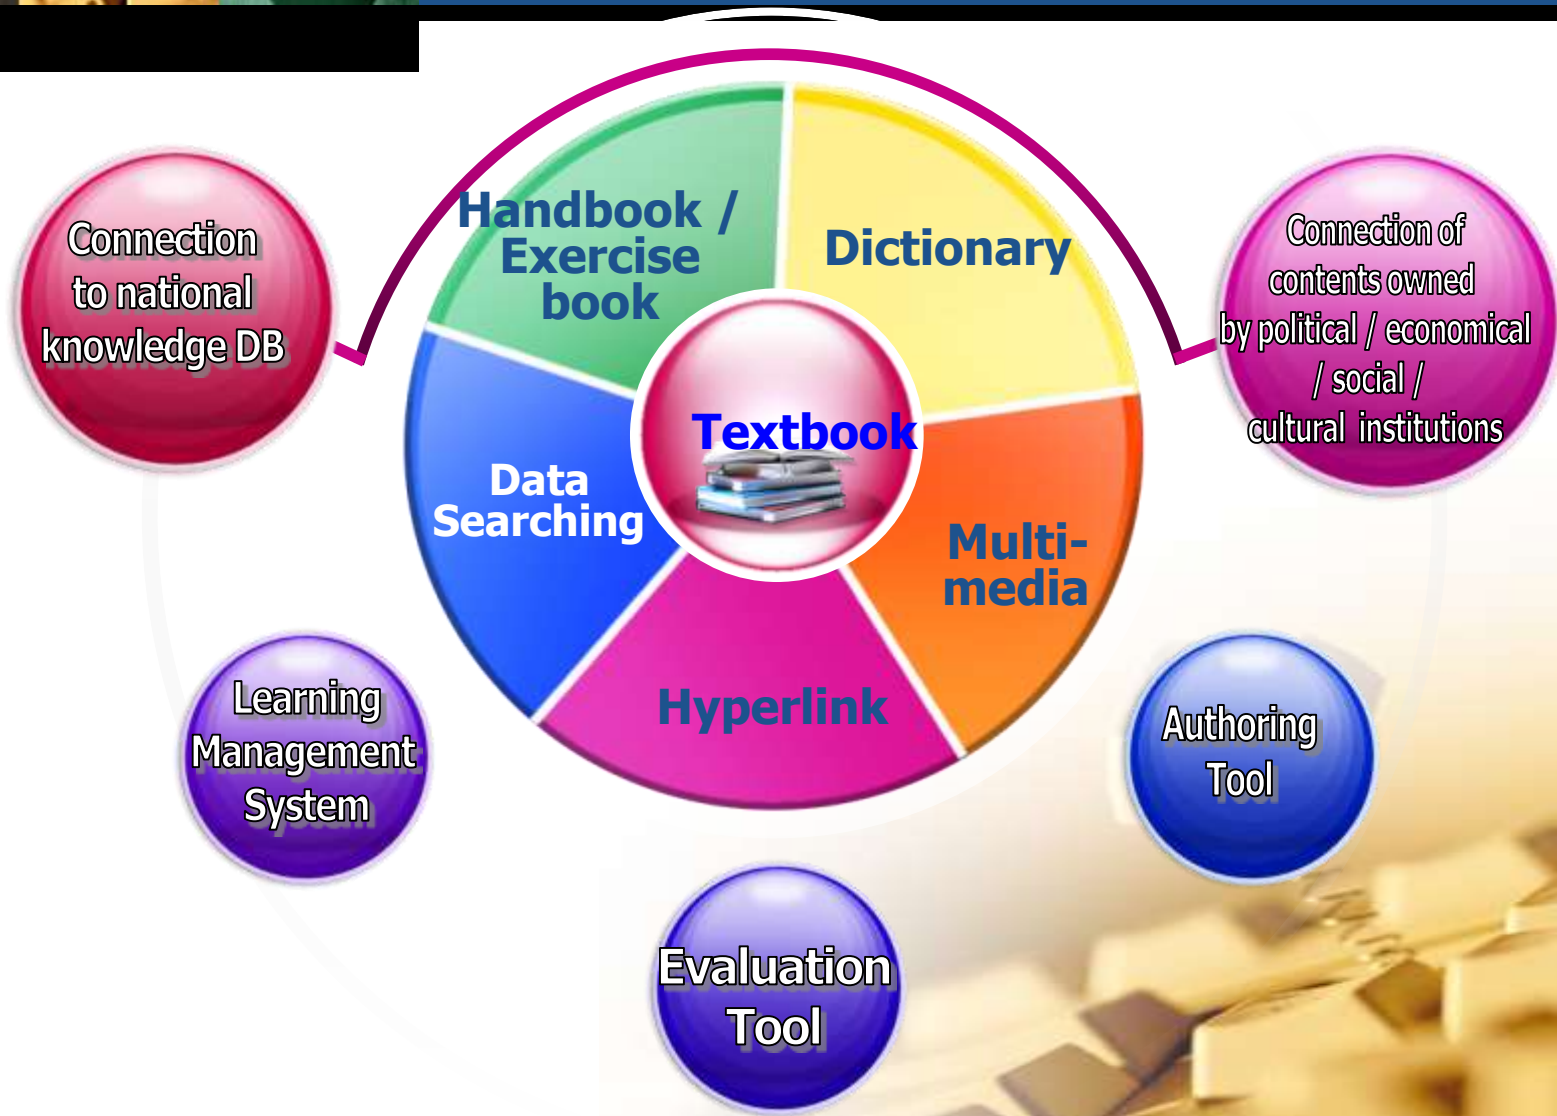 Handbook /
Exercise
book
Dictionary
Connection
to national
knowledge DB
Connection of
contents owned
by political / economical
/ social /
cultural institutions
Textbook
Data
Searching
Multi-
media
Hyperlink
Learning
Management
System
Authoring
Tool
Evaluation
Tool